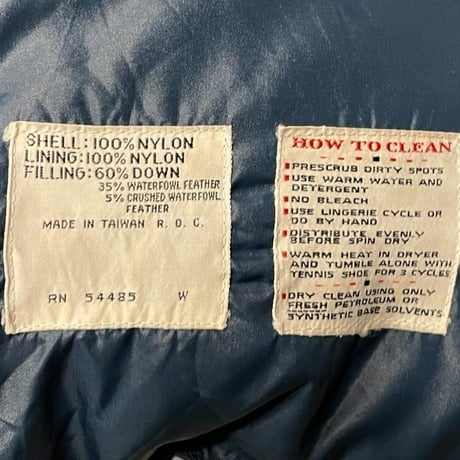 SHELL: 100% NYLON
LINING: 100% NYLON
FILLING: 60% DOWN
35% WATERFOWL FEATHER
5% CRUSHED WATERFOWL
FEATHER
MADE IN TAIWAN R. O. C.
RN 54485 W
HOW TO CLEAN
PRESCRUB DIRTY SPOTS
USE WARM WATER AND
DETERGENT
NO BLEACH
USE LINGERIE CYCLE OR
DO BY HAND
DISTRIBUTE EVENLY
BEFORE SPIN DRY
WARM HEAT IN DRYER
AND TUMBLE ALONE WITH
TENNIS SHOE FOR 3 CYCLES
DRY CLEAN USING ONLY
FRESH PETROLEUM OR
SYNTHETIC BASE SOLVENTS